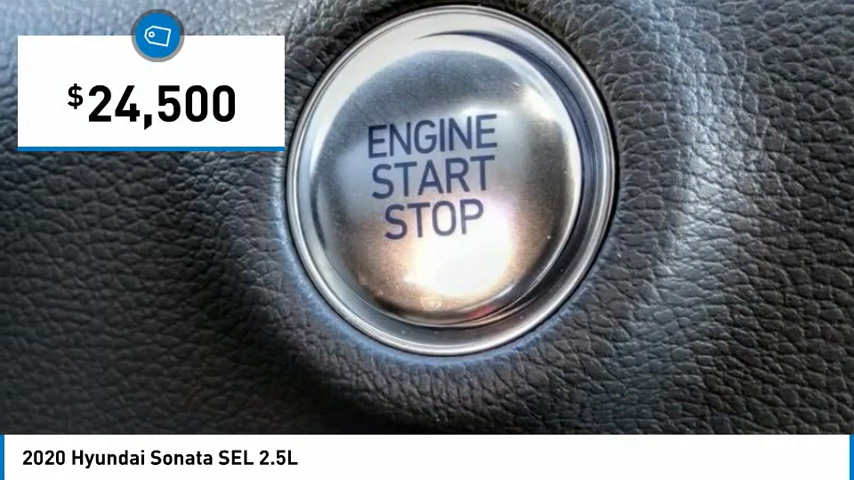 $24,500
ENGINE
START
STOP
2020 Hyundai Sonata SEL 2.5L